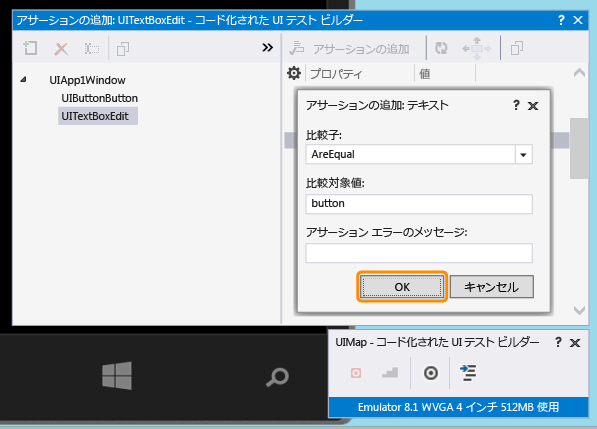 アサーションの追加: UITextBoxEdit - コード化された UI テスト ビルダー
アサーションの追加
UIApp1Window
UIButtonButton
UITextBoxEdit
プロパティ 値
アサーションの追加: テキスト
比較子:
AreEqual
比較対象値:
button
アサーション エラーのメッセージ:
OK キャンセル
UIMap - コード化された UI テスト ビルダー
Emulator 8.1 WVGA 4 インチ 512MB 使用